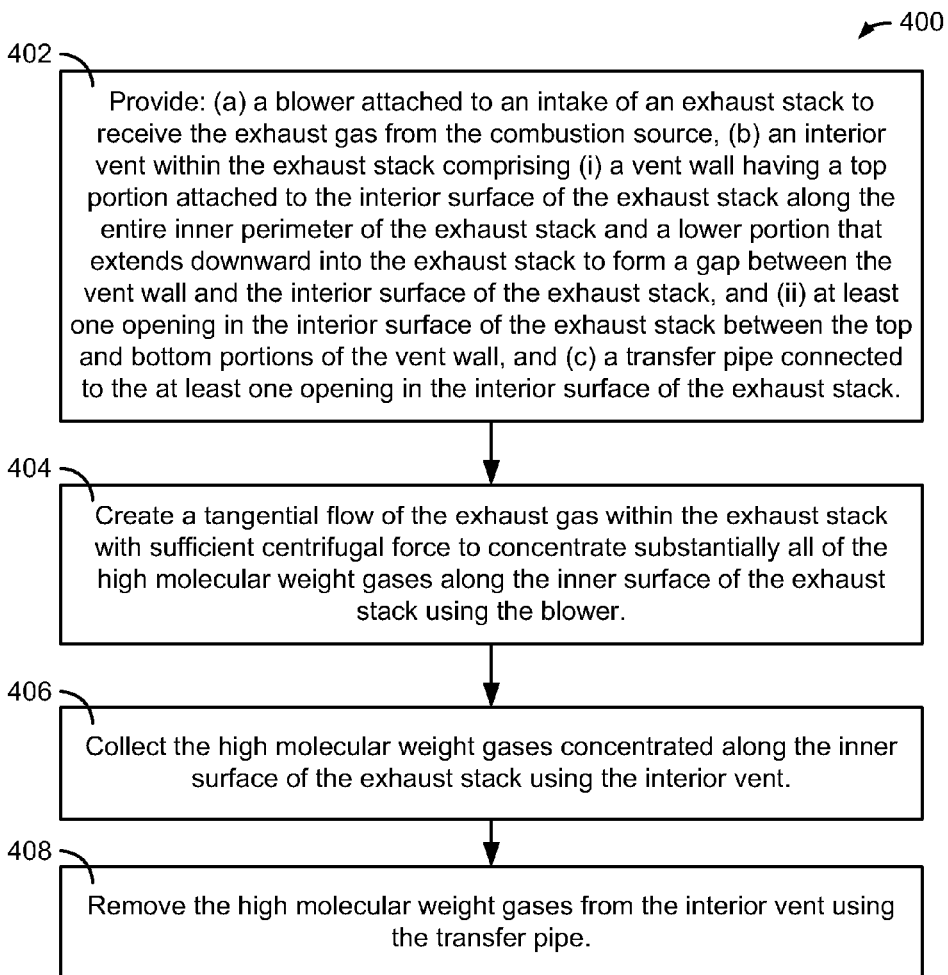 400
402
Provide: (a) a blower attached to an intake of an exhaust stack to
receive the exhaust gas from the combustion source, (b) an interior
vent within the exhaust stack comprising (i) a vent wall having a top
portion attached to the interior surface of the exhaust stack along the
entire inner perimeter of the exhaust stack and a lower portion that
extends downward into the exhaust stack to form a gap between the
vent wall and the interior surface of the exhaust stack, and (ii) at least
one opening in the interior surface of the exhaust stack between the top
and bottom portions of the vent wall, and (c) a transfer pipe connected
to the at least one opening in the interior surface of the exhaust stack.
404
Create a tangential flow of the exhaust gas within the exhaust stack
with sufficient centrifugal force to concentrate substantially all of the
high molecular weight gases along the inner surface of the exhaust
stack using the blower.
406
Collect the high molecular weight gases concentrated along the inner
surface of the exhaust stack using the interior vent.
408
Remove the high molecular weight gases from the interior vent using
the transfer pipe.